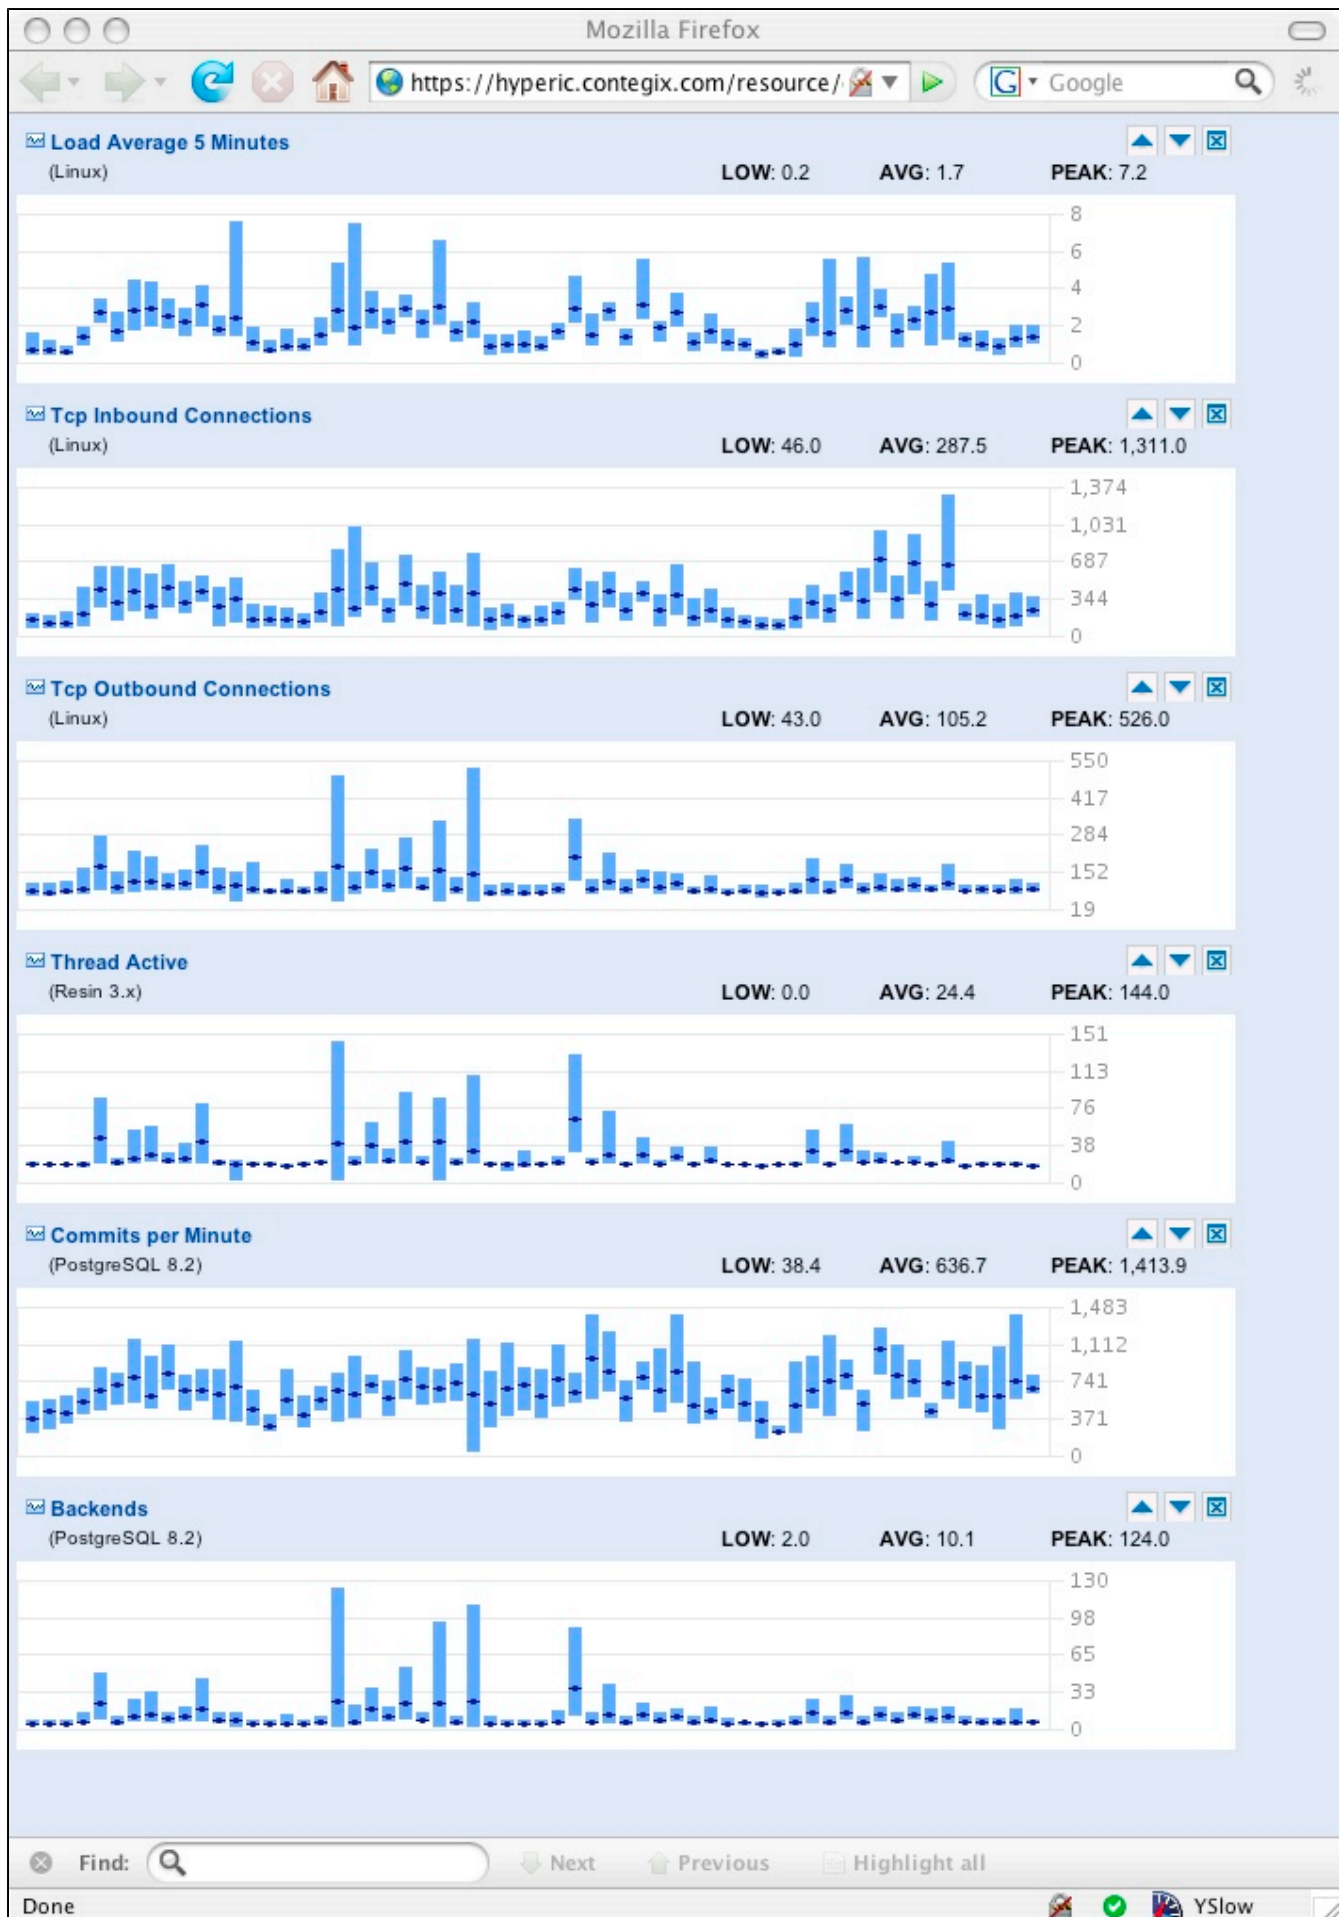 Mozilla Firefox
https://hyperic.contegix.com/resource/
Google
Load Average 5 Minutes
(Linux) LOW: 0.2 AVG: 1.7 PEAK: 7.2
8
6
4
2
0
Tcp Inbound Connections
(Linux) LOW: 46.0 AVG: 287.5 PEAK: 1,311.0
1,374
1,031
687
344
0
Tcp Outbound Connections
(Linux) LOW: 43.0 AVG: 105.2 PEAK: 526.0
550
417
284
152
19
Thread Active
(Resin 3.x) LOW: 0.0 AVG: 24.4 PEAK: 144.0
151
113
76
38
0
Commits per Minute
(PostgreSQL 8.2) LOW: 38.4 AVG: 636.7 PEAK: 1,413.9
1,483
1,112
741
371
0
Backends
(PostgreSQL 8.2) LOW: 2.0 AVG: 10.1 PEAK: 124.0
130
98
65
33
0
Find: Next Previous Highlight all
Done YSlow